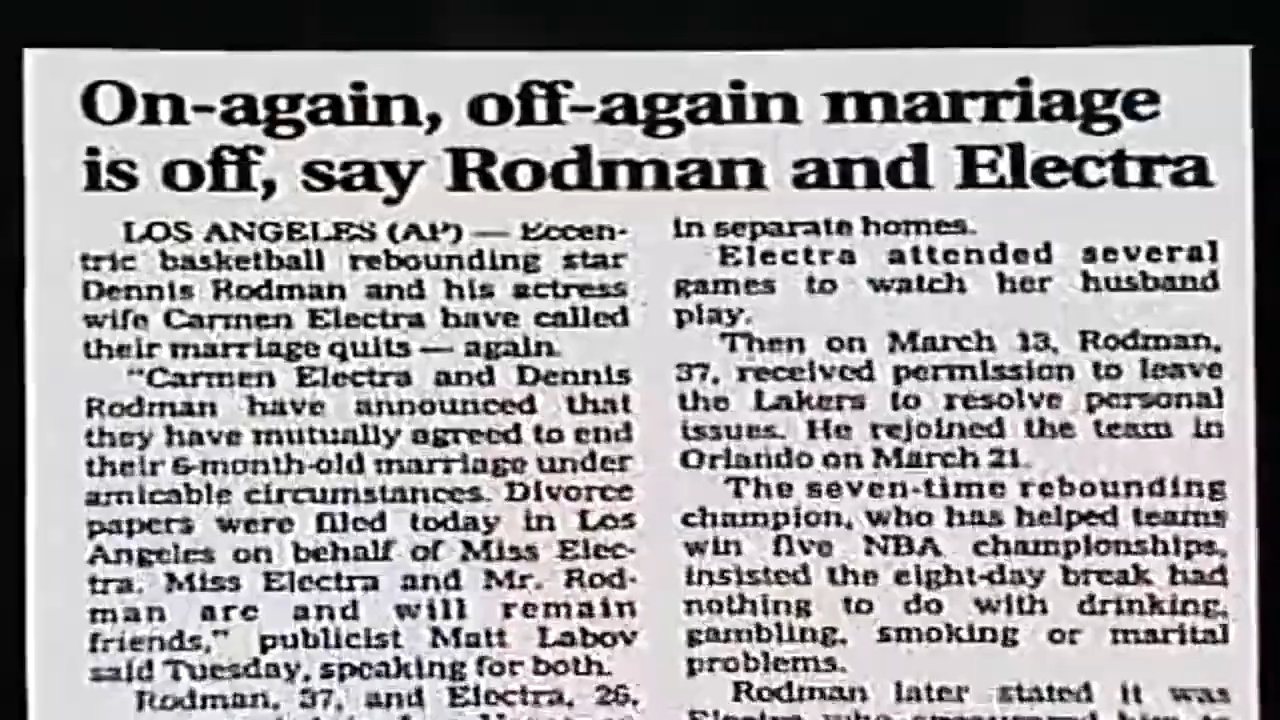 On-again, off-again marriage
is off, say Rodman and Electra
LOS ANGELES (AP) — Eccen-
tric basketball rebounding star
Dennis Rodman and his actress
wife Carmen Electra have called
their marriage quits — again.
"Carmen Electra and Dennis
Rodman have announced that
they have mutually agreed to end
their 6-month-old marriage under
amicable circumstances. Divorce
papers were filed today in Los
Angeles on behalf of Miss Elec-
tra. Miss Electra and Mr. Rod-
man are and will remain
friends," publicist Matt Labov
said Tuesday, speaking for both.
Rodman, 37, and Electra, 26,
in separate homes.
Electra attended several
games to watch her husband
play.
Then on March 13, Rodman,
37, received permission to leave
the Lakers to resolve personal
issues. He rejoined the team in
Orlando on March 21.
The seven-time rebounding
champion, who has helped teams
win five NBA championships,
insisted the eight-day break had
nothing to do with drinking,
gambling, smoking or marital
problems.
Rodman later stated it was